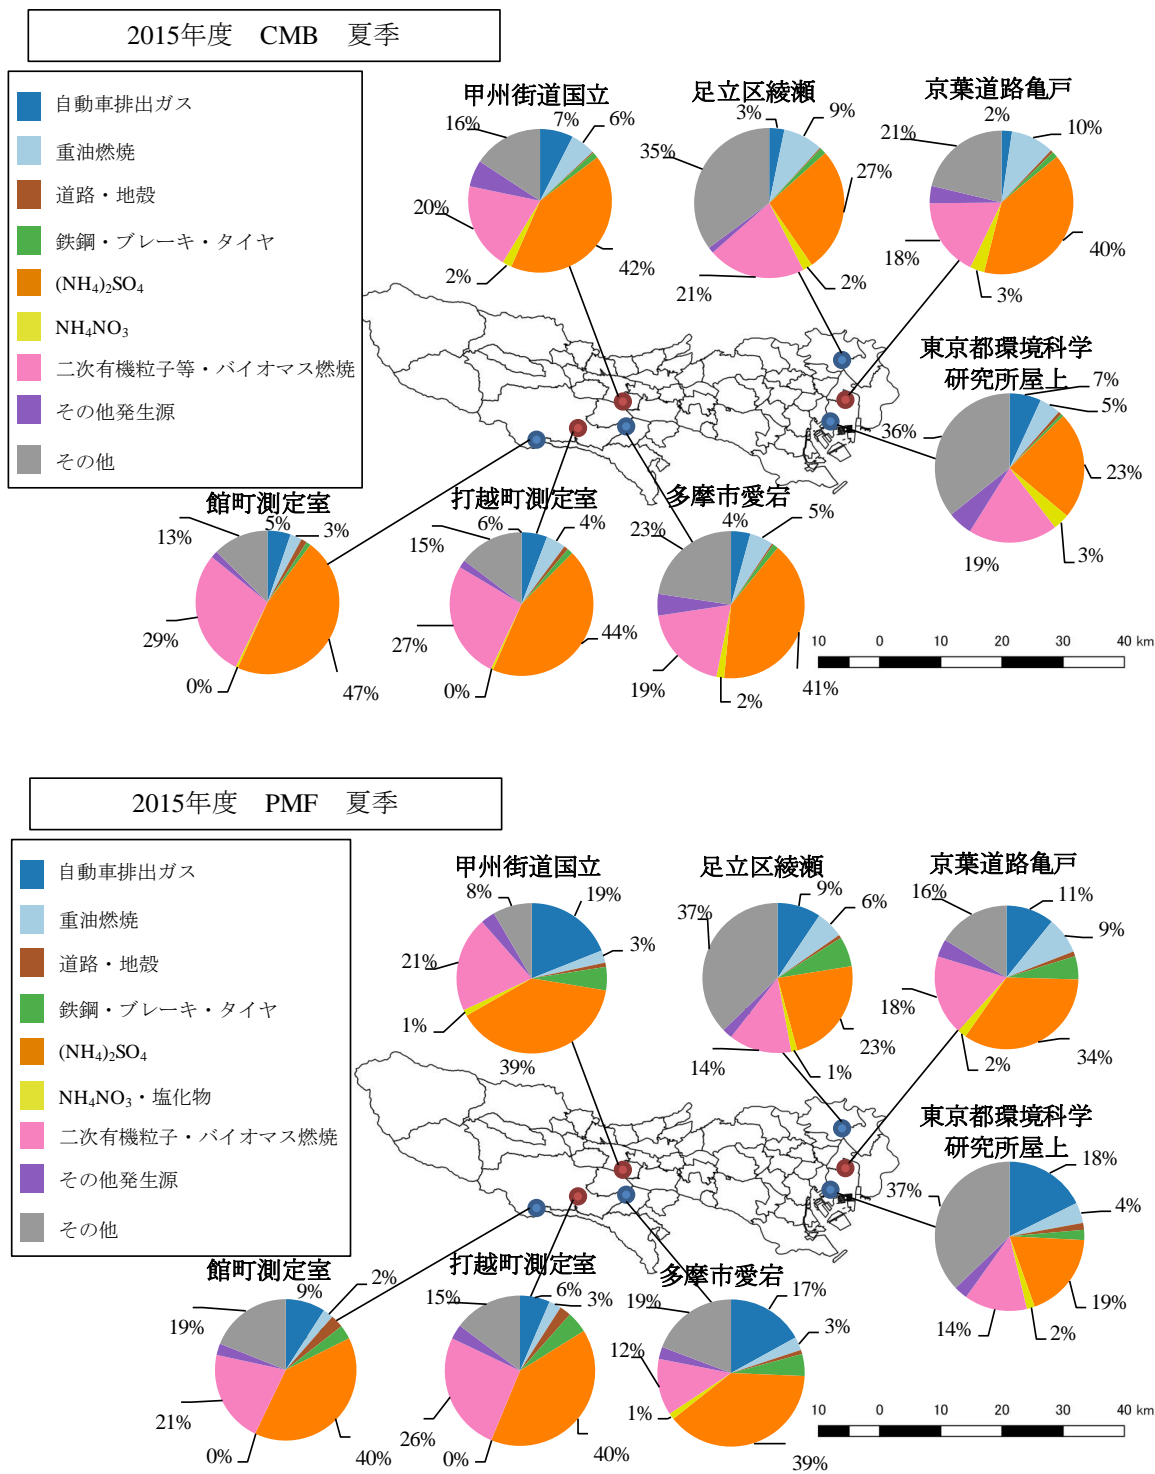 2015年度 CMB 夏季
自動車排出ガス
重油燃焼
道路・地殻
鉄鋼・ブレーキ・タイヤ
(NH₄)₂SO₄
NH₄NO₃
二次有機粒子等・バイオマス燃焼
その他発生源
その他
甲州街道国立
16%
7%
6%
20%
2%
42%
足立区綾瀬
3%
9%
35%
27%
21%
2%
京葉道路亀戸
2%
10%
21%
18%
40%
3%
東京都環境科学
研究所屋上
7%
5%
36%
23%
19%
3%
館町測定室
13%
5%
3%
29%
0%
47%
打越町測定室
6%
4%
15%
27%
44%
0%
多摩市愛宕
23%
4%
5%
19%
2%
41%
10 0 10 20 30 40 km
2015年度 PMF 夏季
自動車排出ガス
重油燃焼
道路・地殻
鉄鋼・ブレーキ・タイヤ
(NH₄)₂SO₄
NH₄NO₃・塩化物
二次有機粒子・バイオマス燃焼
その他発生源
その他
甲州街道国立
8%
19%
3%
21%
1%
39%
足立区綾瀬
9%
6%
37%
23%
14%
1%
京葉道路亀戸
16%
11%
9%
18%
2%
34%
東京都環境科学
研究所屋上
18%
4%
37%
19%
14%
2%
館町測定室
9%
2%
19%
21%
0%
40%
打越町測定室
15%
6%
3%
26%
0%
40%
多摩市愛宕
19%
17%
3%
12%
1%
39%
10 0 10 20 30 40 km